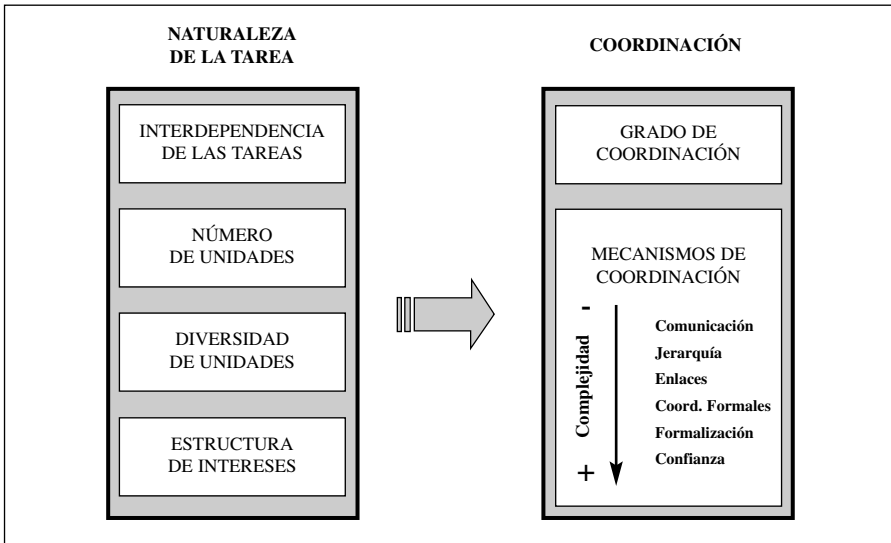 NATURALEZA
DE LA TAREA
INTERDEPENDENCIA
DE LAS TAREAS
NÚMERO
DE UNIDADES
DIVERSIDAD
DE UNIDADES
ESTRUCTURA
DE INTERESES
COORDINACIÓN
GRADO DE
COORDINACIÓN
MECANISMOS DE
COORDINACIÓN
-
Complejidad
+
Comunicación
Jerarquía
Enlaces
Coord. Formales
Formalización
Confianza